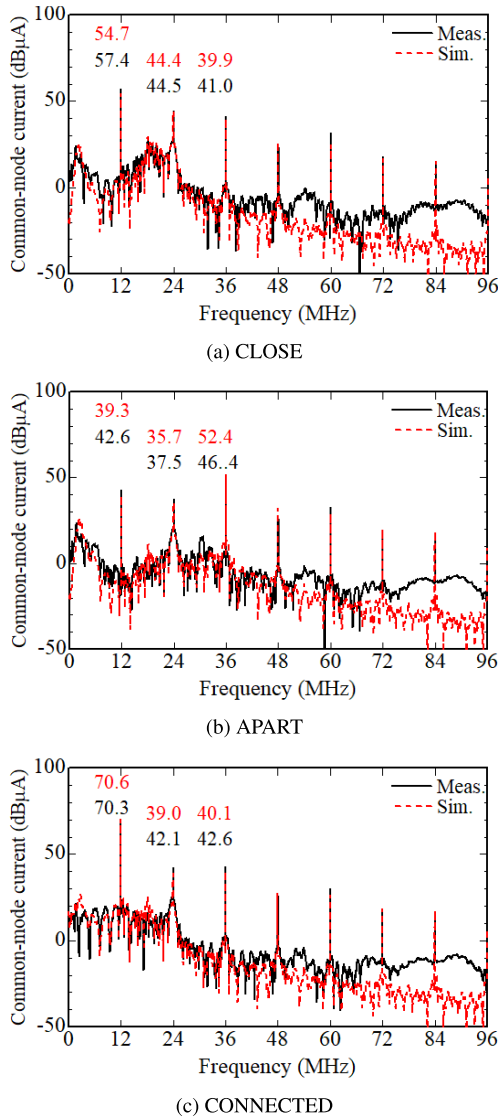 100
54.7
57.4
44.4
44.5
39.9
41.0
Meas.
Sim.
50
0
-50
Common-mode current (dBμA)
0 12 24 36 48 60 72 84 96
Frequency (MHz)
(a) CLOSE
100
39.3
42.6
35.7
37.5
52.4
46..4
Meas.
Sim.
50
0
-50
Common-mode current (dBμA)
0 12 24 36 48 60 72 84 96
Frequency (MHz)
(b) APART
100
70.6
70.3
39.0
42.1
40.1
42.6
Meas.
Sim.
50
0
-50
Common-mode current (dBμA)
0 12 24 36 48 60 72 84 96
Frequency (MHz)
(c) CONNECTED